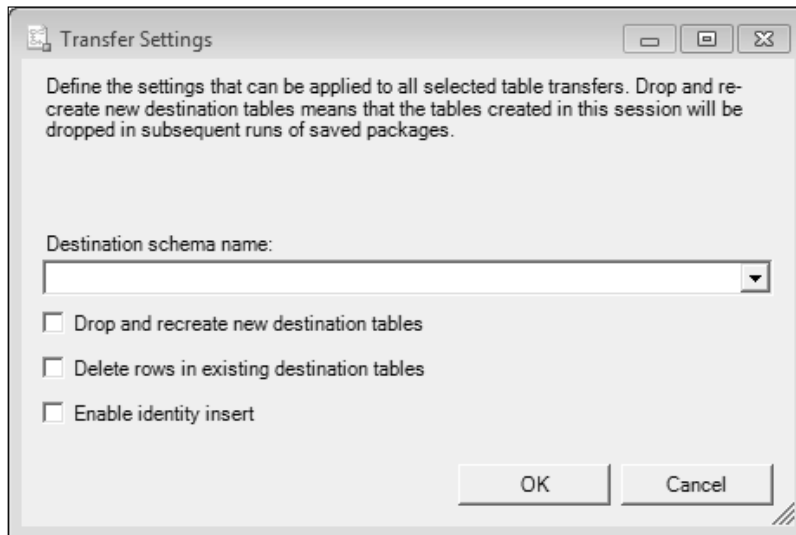 Transfer Settings
Define the settings that can be applied to all selected table transfers. Drop and re-
create new destination tables means that the tables created in this session will be
dropped in subsequent runs of saved packages.
Destination schema name:
Drop and recreate new destination tables
Delete rows in existing destination tables
Enable identity insert
OK Cancel